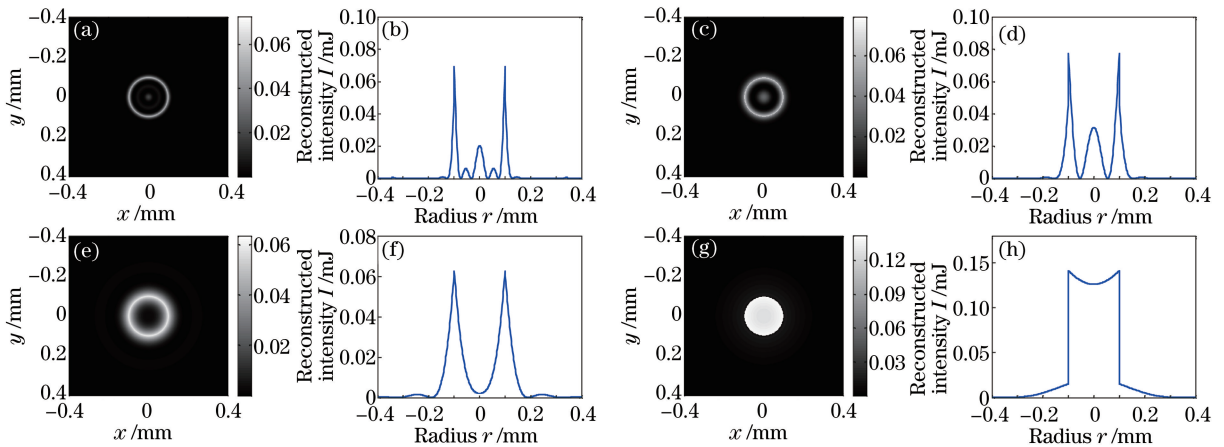 (a)
−0.4
−0.2
0
0.2
0.4
y /mm
−0.4
0
0.4
x /mm
0.06
0.04
0.02
(b)
Reconstructed
intensity I /mJ
0.10
0.08
0.06
0.04
0.02
0
−0.4 −0.2 0 0.2 0.4
Radius r /mm
(c)
−0.4
−0.2
0
0.2
0.4
y /mm
−0.4
0
0.4
x /mm
0.06
0.04
0.02
(d)
Reconstructed
intensity I /mJ
0.10
0.08
0.06
0.04
0.02
0
−0.4 −0.2 0 0.2 0.4
Radius r /mm
(e)
−0.4
−0.2
0
0.2
0.4
y /mm
−0.4
0
0.4
x /mm
0.06
0.04
0.02
(f)
Reconstructed
intensity I /mJ
0.08
0.06
0.04
0.02
0
−0.4 −0.2 0 0.2 0.4
Radius r /mm
(g)
−0.4
−0.2
0
0.2
0.4
y /mm
−0.4
0
0.4
x /mm
0.12
0.09
0.06
0.03
(h)
Reconstructed
intensity I /mJ
0.15
0.10
0.05
0
−0.4 −0.2 0 0.2 0.4
Radius r /mm